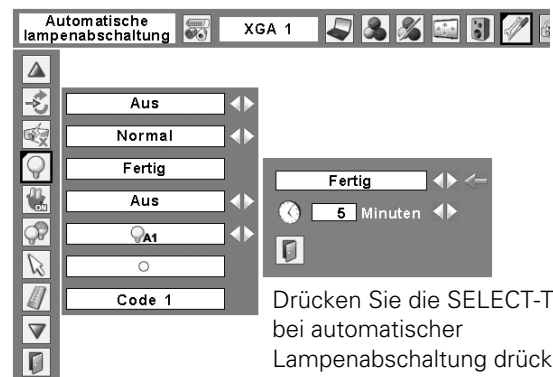 Automatische
lampenabschaltung
XGA 1
Aus
Normal
Fertig
Aus
ON
A1
Code 1
Fertig
5 Minuten
Drücken Sie die SELECT-T
bei automatischer
Lampenabschaltung drück